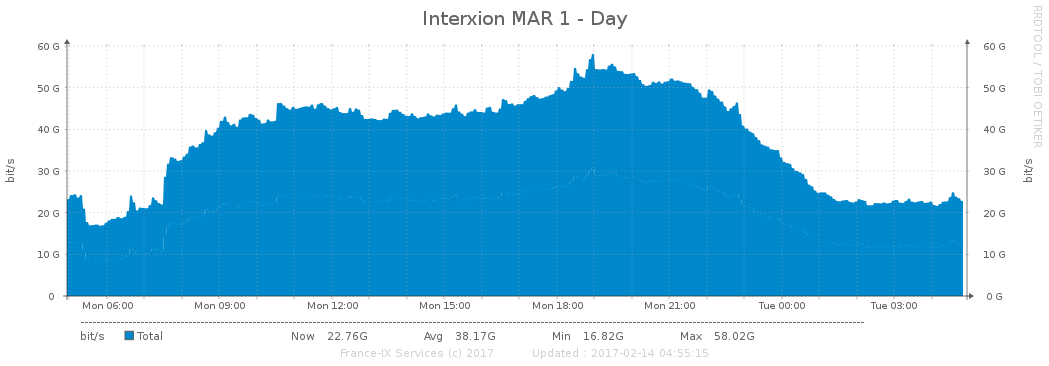 Interxion MAR 1 - Day
RRDTOOL / TOBI OETIKER
60 G 60 G
50 G 50 G
40 G 40 G
30 G 30 G
20 G 20 G
10 G 10 G
0 0 G
bit/s
bit/s
Mon 06:00 Mon 09:00 Mon 12:00 Mon 15:00 Mon 18:00 Mon 21:00 Tue 00:00 Tue 03:00
bit/s Total Now 22.76G Avg 38.17G Min 16.82G Max 58.02G
France-IX Services (c) 2017 Updated : 2017-02-14 04:55:15